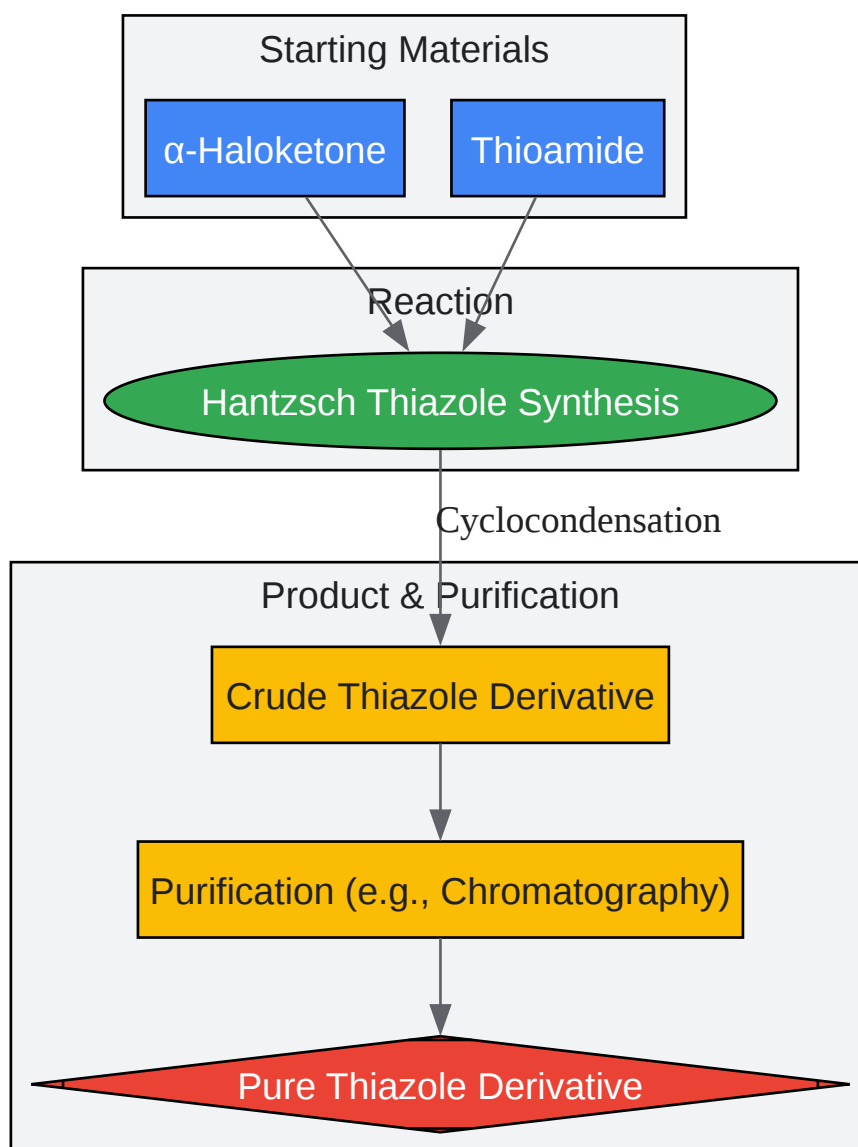 Starting Materials
α-Haloketone
Thioamide
Reaction
Hantzsch Thiazole Synthesis
Cyclocondensation
Product & Purification
Crude Thiazole Derivative
Purification (e.g., Chromatography)
Pure Thiazole Derivative